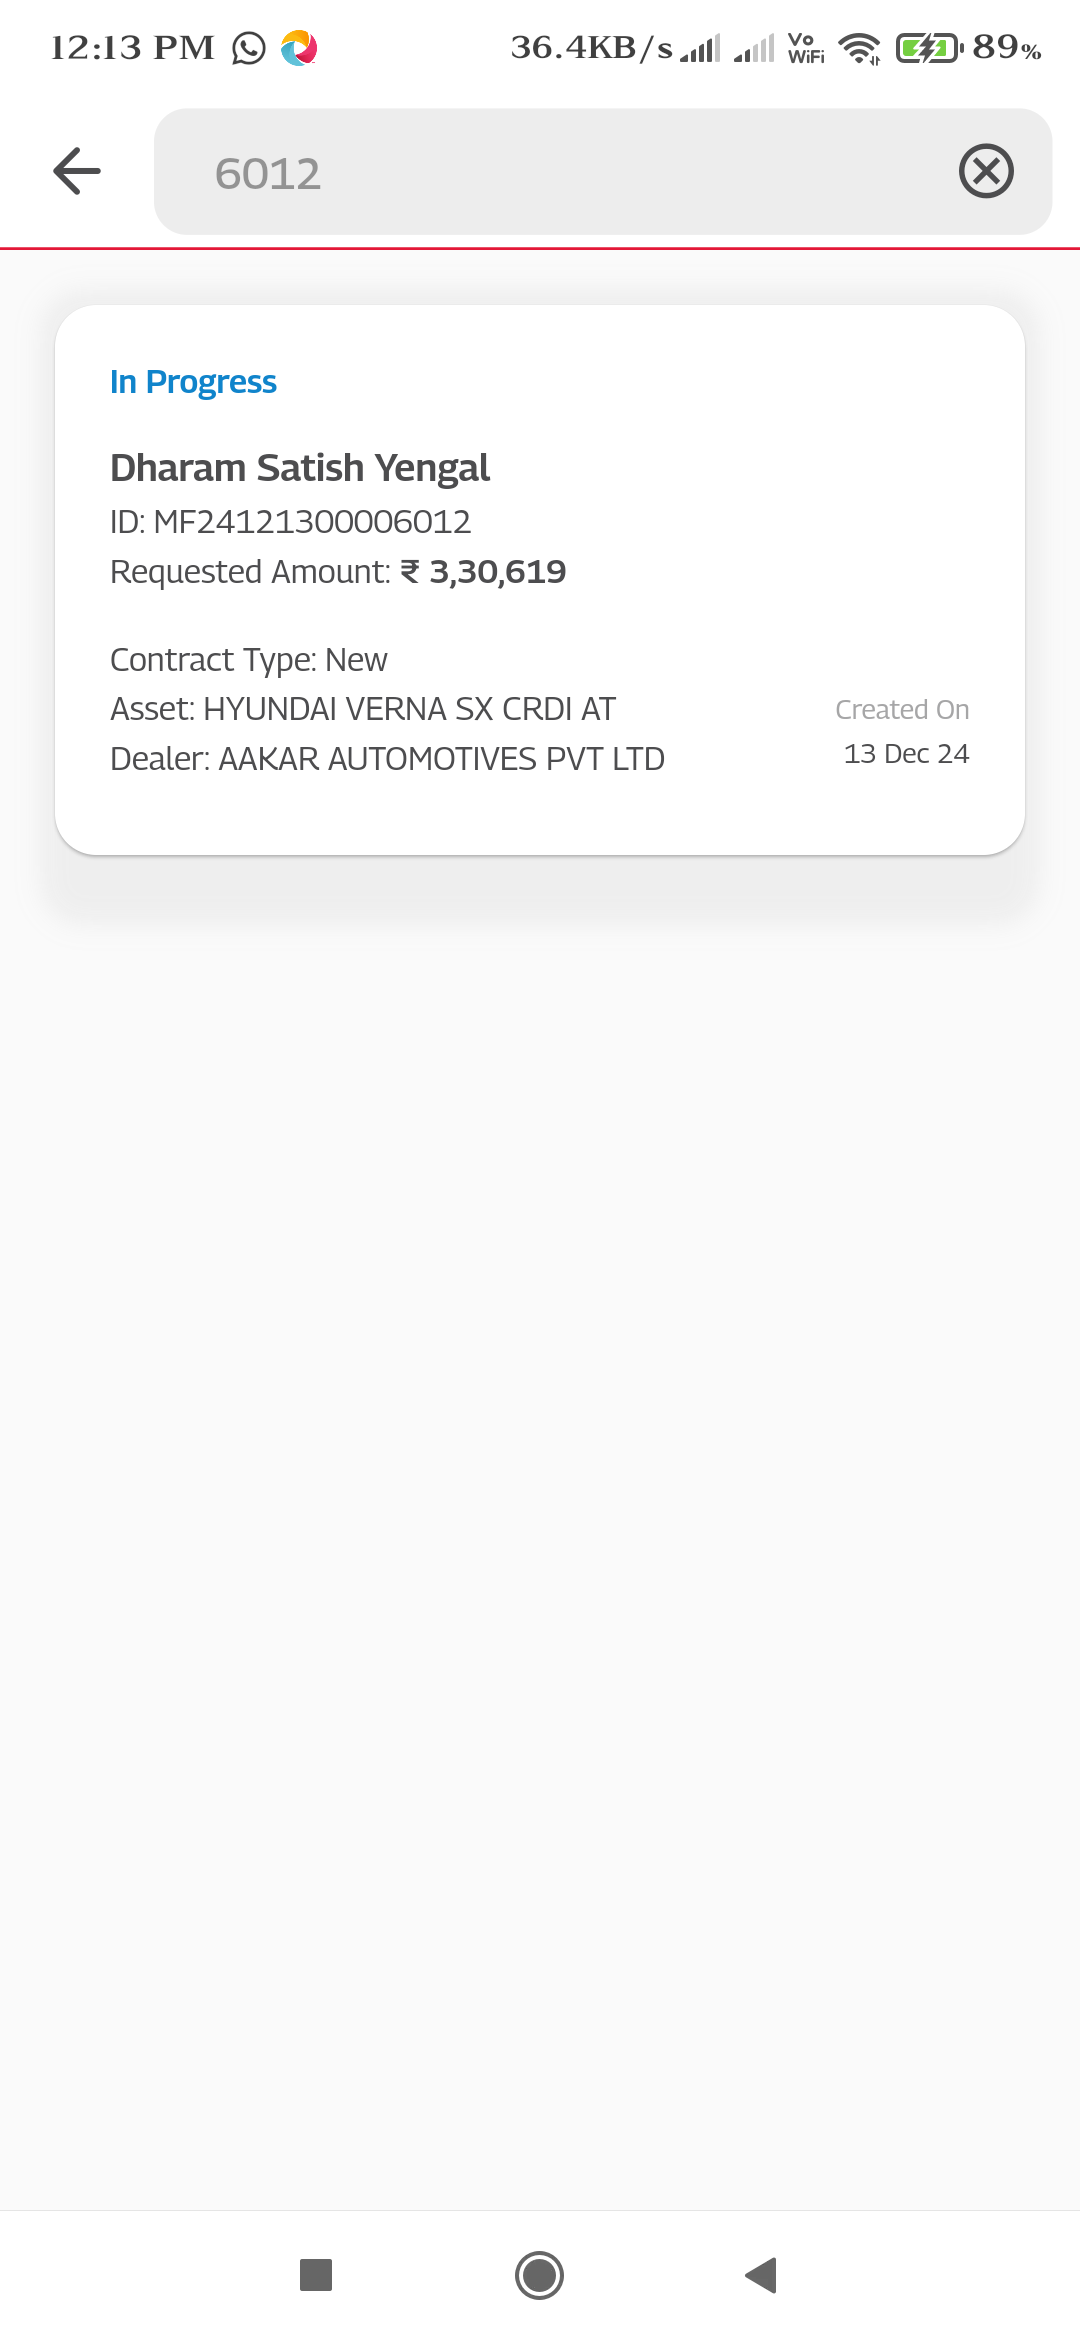 12:13 PM 36.4KB/s Vo WiFi 89%
6012
In Progress
Dharam Satish Yengal
ID: MF24121300006012
Requested Amount: ₹ 3,30,619
Contract Type: New
Asset: HYUNDAI VERNA SX CRDI AT
Created On
Dealer: AAKAR AUTOMOTIVES PVT LTD
13 Dec 24